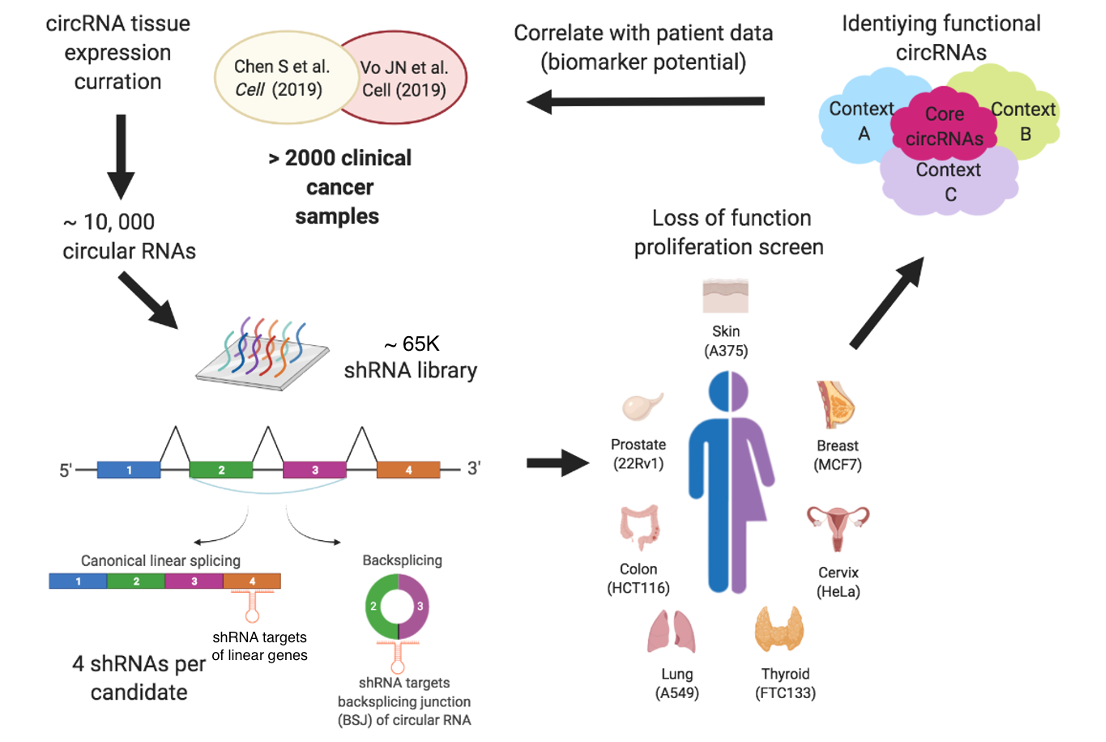 circRNA tissue
expression
curration
~ 10, 000
circular RNAs
Chen S et al.
Cell (2019)
Vo JN et al.
Cell (2019)
> 2000 clinical
cancer
samples
Correlate with patient data
(biomarker potential)
Identiying functional
circRNAs
Context
A
Core
circRNAs
Context
B
Context
C
~ 65K
shRNA library
5'
1
2
3
4
3'
Canonical linear splicing
1
2
3
4
shRNA targets
of linear genes
4 shRNAs per
candidate
Backsplicing
2
3
shRNA targets
backsplicing junction
(BSJ) of circular RNA
Loss of function
proliferation screen
Skin
(A375)
Prostate
(22Rv1)
Breast
(MCF7)
Colon
(HCT116)
Cervix
(HeLa)
Lung
(A549)
Thyroid
(FTC133)